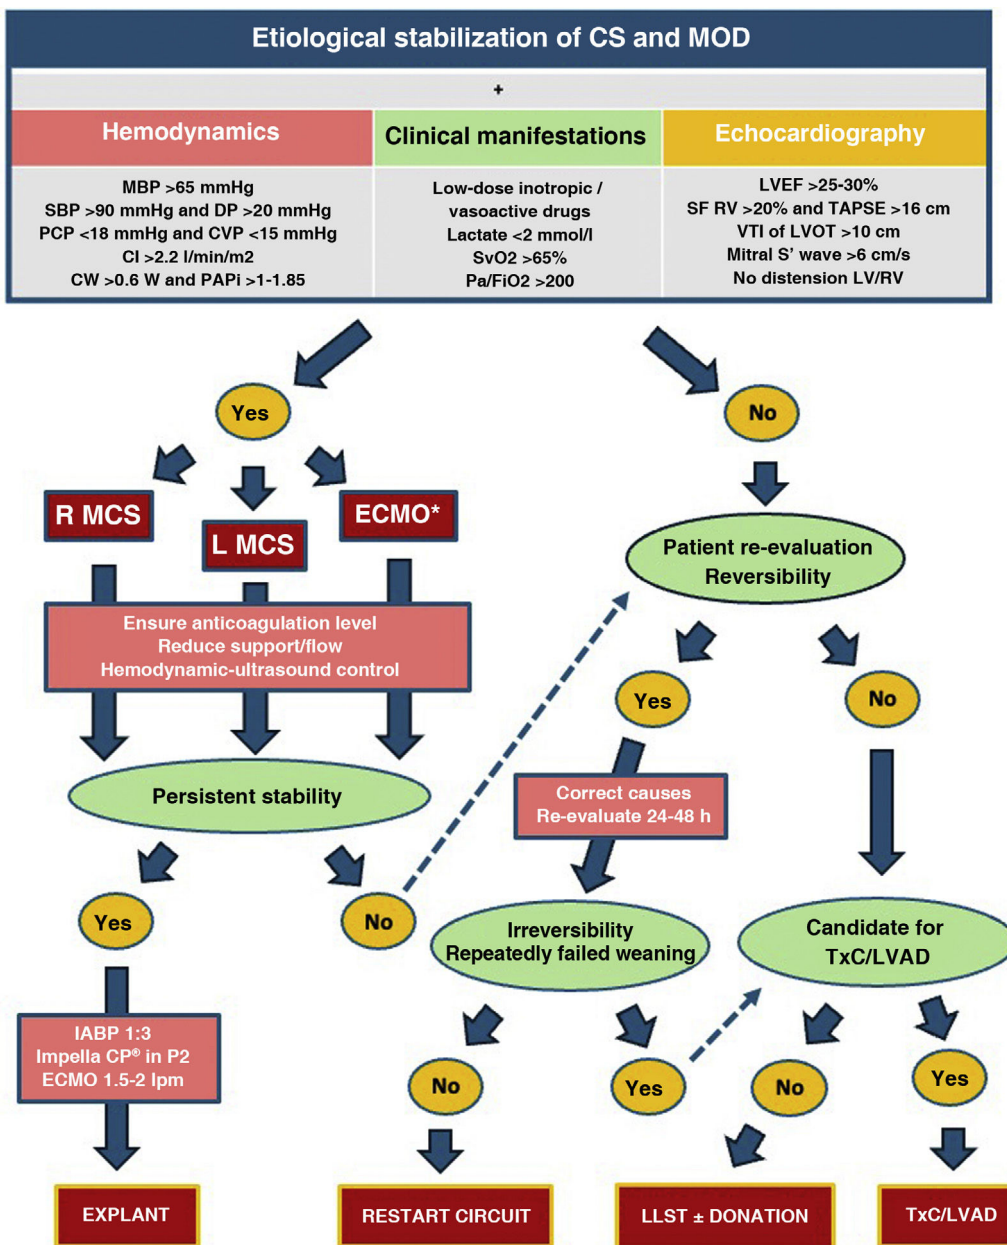 Etiological stabilization of CS and MOD
+
Hemodynamics
MBP >65 mmHg
SBP >90 mmHg and DP >20 mmHg
PCP <18 mmHg and CVP <15 mmHg
CI >2.2 l/min/m2
CW >0.6 W and PAPi >1-1.85
Clinical manifestations
Low-dose inotropic /
vasoactive drugs
Lactate <2 mmol/l
SvO2 >65%
Pa/FiO2 >200
Echocardiography
LVEF >25-30%
SF RV >20% and TAPSE >16 cm
VTI of LVOT >10 cm
Mitral S' wave >6 cm/s
No distension LV/RV
Yes
No
R MCS
L MCS
ECMO*
Ensure anticoagulation level
Reduce support/flow
Hemodynamic-ultrasound control
Persistent stability
Yes
No
IABP 1:3
Impella CP® in P2
ECMO 1.5-2 lpm
EXPLANT
Patient re-evaluation
Reversibility
Yes
No
Correct causes
Re-evaluate 24-48 h
Irreversibility
Repeatedly failed weaning
No
Yes
RESTART CIRCUIT
Candidate for
TxC/LVAD
No
Yes
LLST ± DONATION
TxC/LVAD